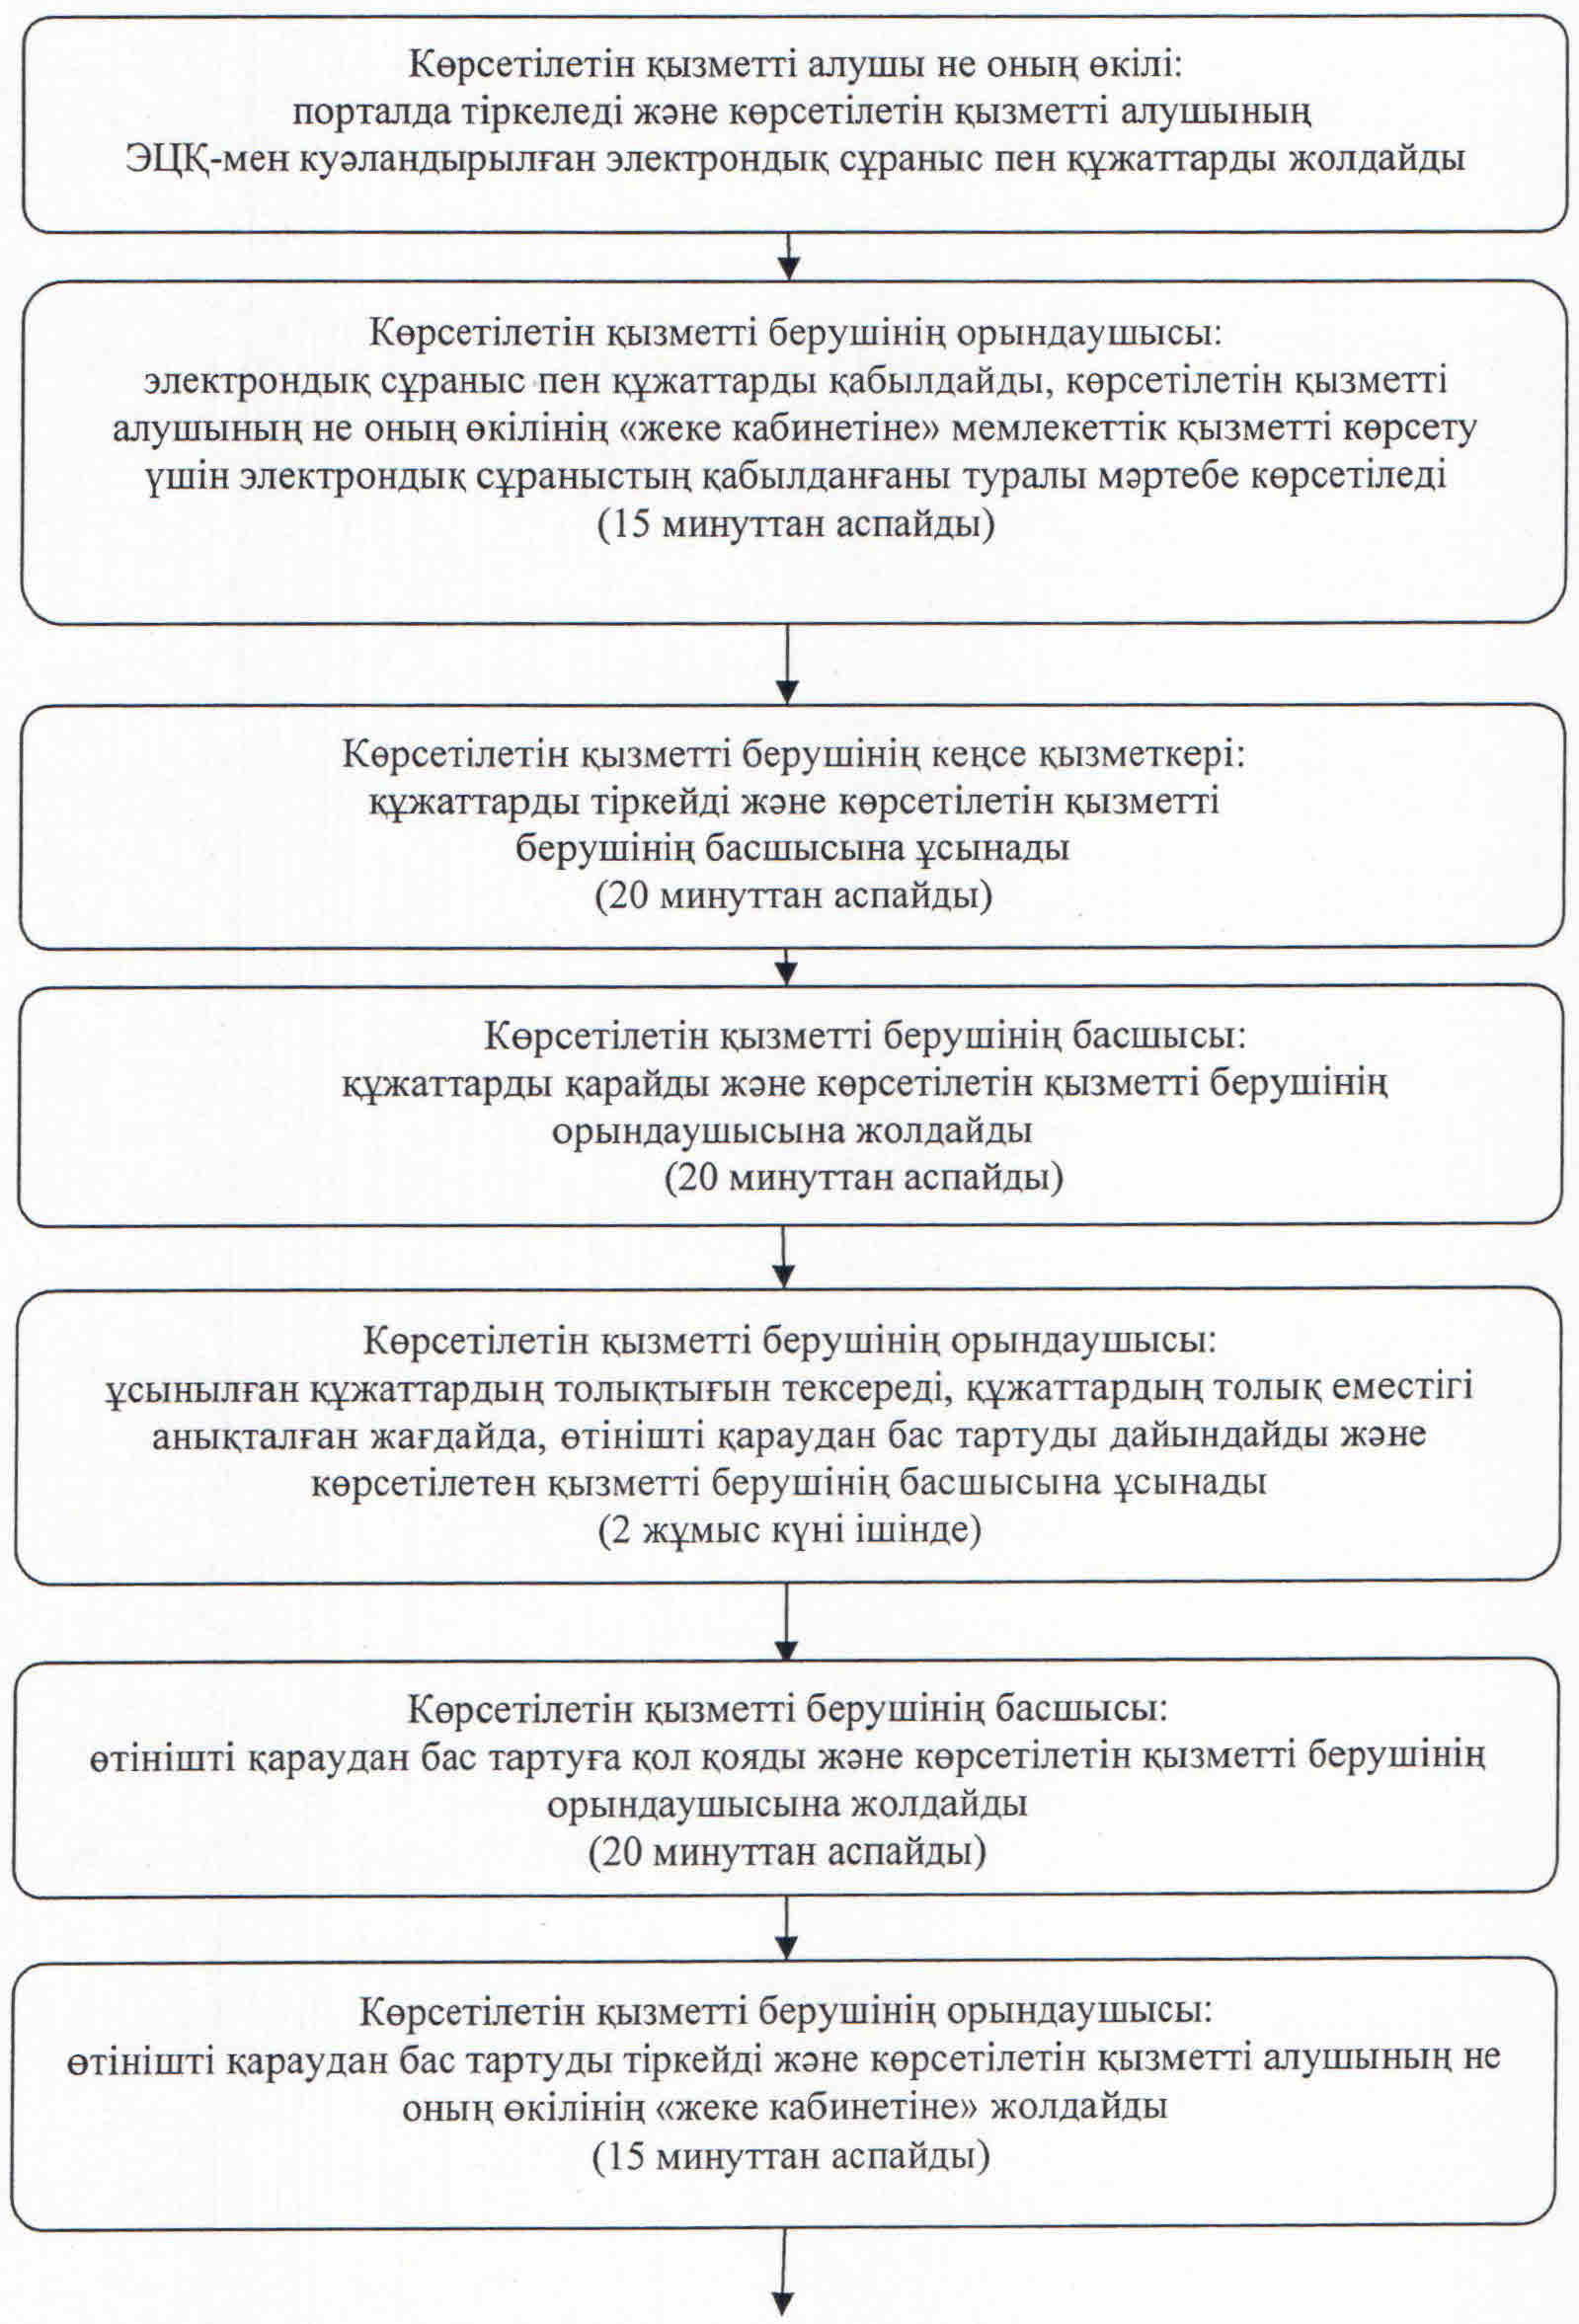 Көрсетілетін қызметті алушы не оның өкілі:
порталда тіркеледі және көрсетілетін қызметті алушының
ЭЦҚ-мен куәландырылған электрондық сұраныс пен құжаттарды жолдайды
Көрсетілетін қызметті берушінің орындаушысы:
электрондық сұраныс пен құжаттарды қабылдайды, көрсетілетін қызметті
алушының не оның өкілінің «жеке кабинетіне» мемлекеттік қызметті көрсету
үшін электрондық сұраныстың қабылданғаны туралы мәртебе көрсетіледі
(15 минуттан аспайды)
Көрсетілетін қызметті берушінің кеңсе қызметкері:
құжаттарды тіркейді және көрсетілетін қызметті
берушінің басшысына ұсынады
(20 минуттан аспайды)
Көрсетілетін қызметті берушінің басшысы:
құжаттарды қарайды және көрсетілетін қызметті берушінің
орындаушысына жолдайды
(20 минуттан аспайды)
Көрсетілетін қызметті берушінің орындаушысы:
ұсынылған құжаттардың толықтығын тексереді, құжаттардың толық еместігі
анықталған жағдайда, өтінішті қараудан бас тартуды дайындайды және
көрсетілетен қызметті берушінің басшысына ұсынады
(2 жұмыс күні ішінде)
Көрсетілетін қызметті берушінің басшысы:
өтінішті қараудан бас тартуға қол қояды және көрсетілетін қызметті берушінің
орындаушысына жолдайды
(20 минуттан аспайды)
Көрсетілетін қызметті берушінің орындаушысы:
өтінішті қараудан бас тартуды тіркейді және көрсетілетін қызметті алушының не
оның өкілінің «жеке кабинетіне» жолдайды
(15 минуттан аспайды)